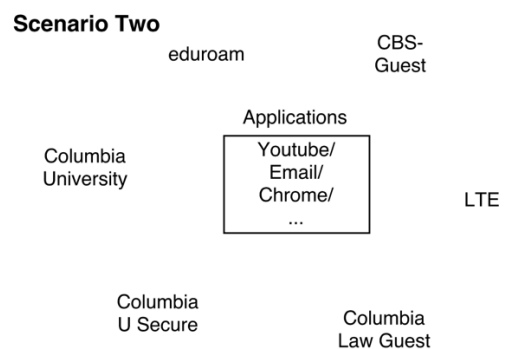 Scenario Two
eduroam
CBS-
Guest
Applications
Youtube/
Email/
Chrome/
...
Columbia
University
LTE
Columbia
U Secure
Columbia
Law Guest